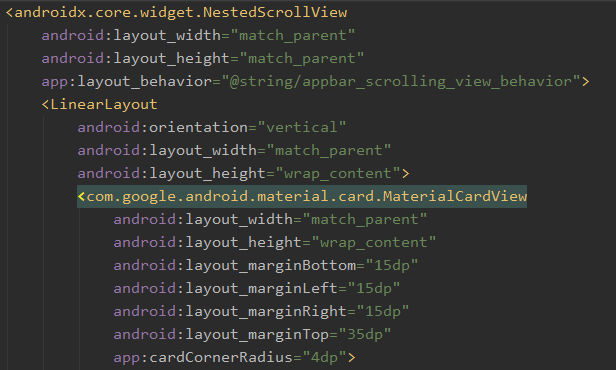 <androidx.core.widget.NestedScrollView
android:layout_width="match_parent"
android:layout_height="match_parent"
app:layout_behavior="@string/appbar_scrolling_view_behavior">
<LinearLayout
android:orientation="vertical"
android:layout_width="match_parent"
android:layout_height="wrap_content">
<com.google.android.material.card.MaterialCardView
android:layout_width="match_parent"
android:layout_height="wrap_content"
android:layout_marginBottom="15dp"
android:layout_marginLeft="15dp"
android:layout_marginRight="15dp"
android:layout_marginTop="35dp"
app:cardCornerRadius="4dp">